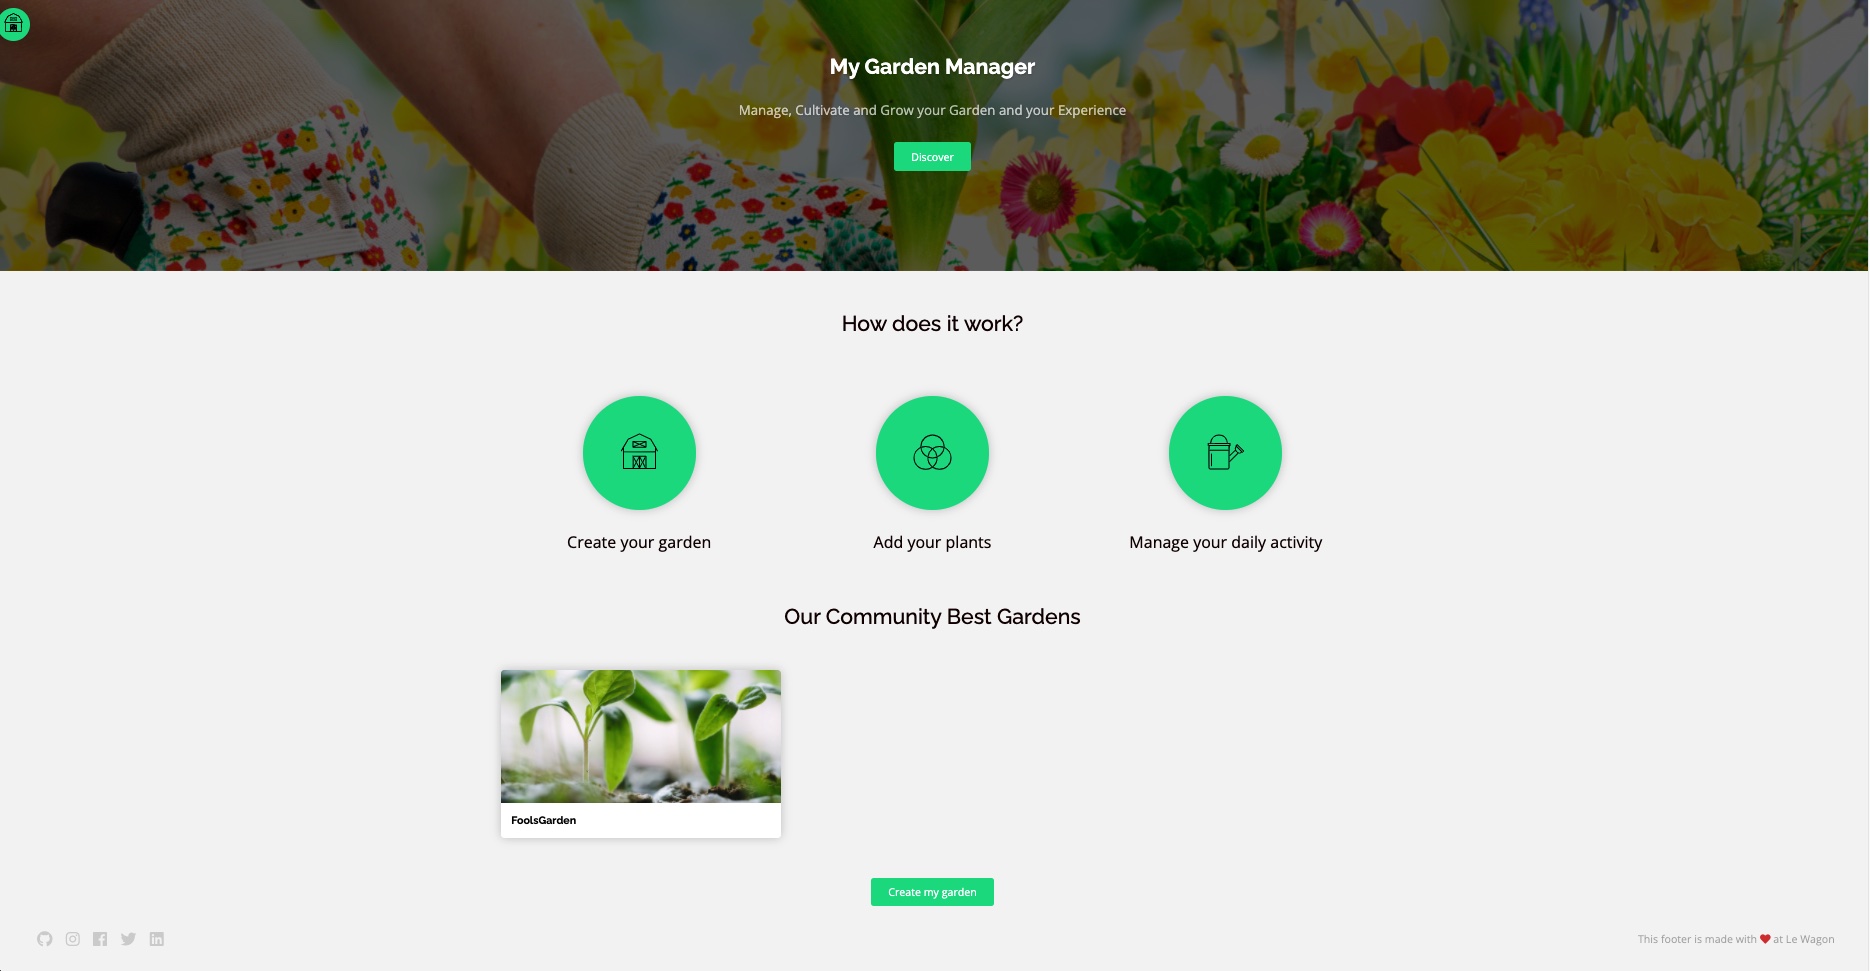 My Garden Manager
Manage, Cultivate and Grow your Garden and your Experience
Discover
How does it work?
Create your garden
Add your plants
Manage your daily activity
Our Community Best Gardens
FoolsGarden
Create my garden
This footer is made with ❤ at Le Wagon